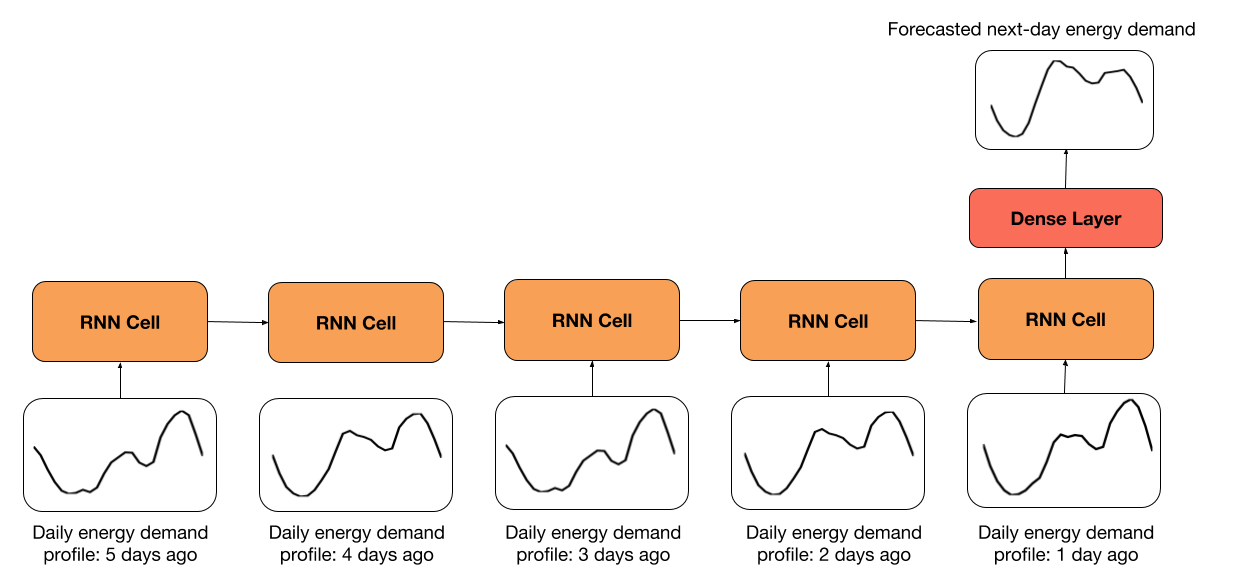 Forecasted next-day energy demand
Dense Layer
RNN Cell
RNN Cell
RNN Cell
RNN Cell
RNN Cell
Daily energy demand
profile: 5 days ago
Daily energy demand
profile: 4 days ago
Daily energy demand
profile: 3 days ago
Daily energy demand
profile: 2 days ago
Daily energy demand
profile: 1 day ago